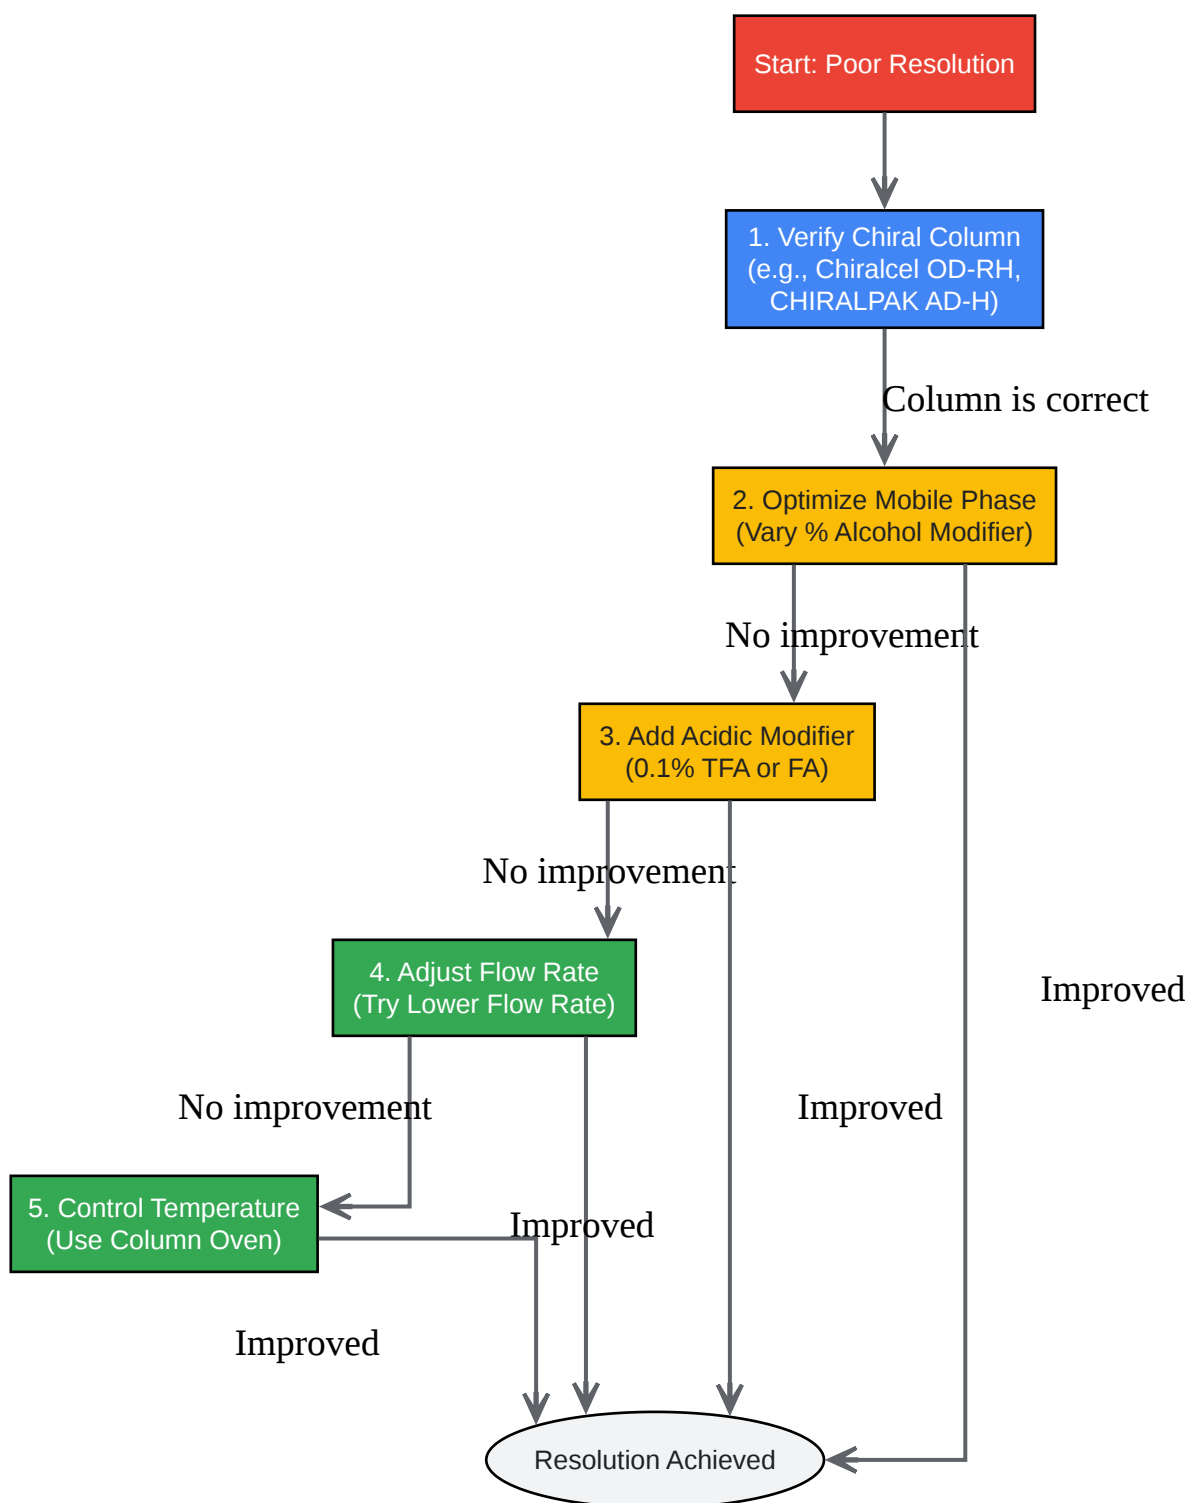 Start: Poor Resolution
1. Verify Chiral Column
(e.g., Chiralcel OD-RH,
CHIRALPAK AD-H)
Column is correct
2. Optimize Mobile Phase
(Vary % Alcohol Modifier)
No improvement
3. Add Acidic Modifier
(0.1% TFA or FA)
No improvement
4. Adjust Flow Rate
(Try Lower Flow Rate)
Improved
No improvement
Improved
5. Control Temperature
(Use Column Oven)
Improved
Improved
Resolution Achieved